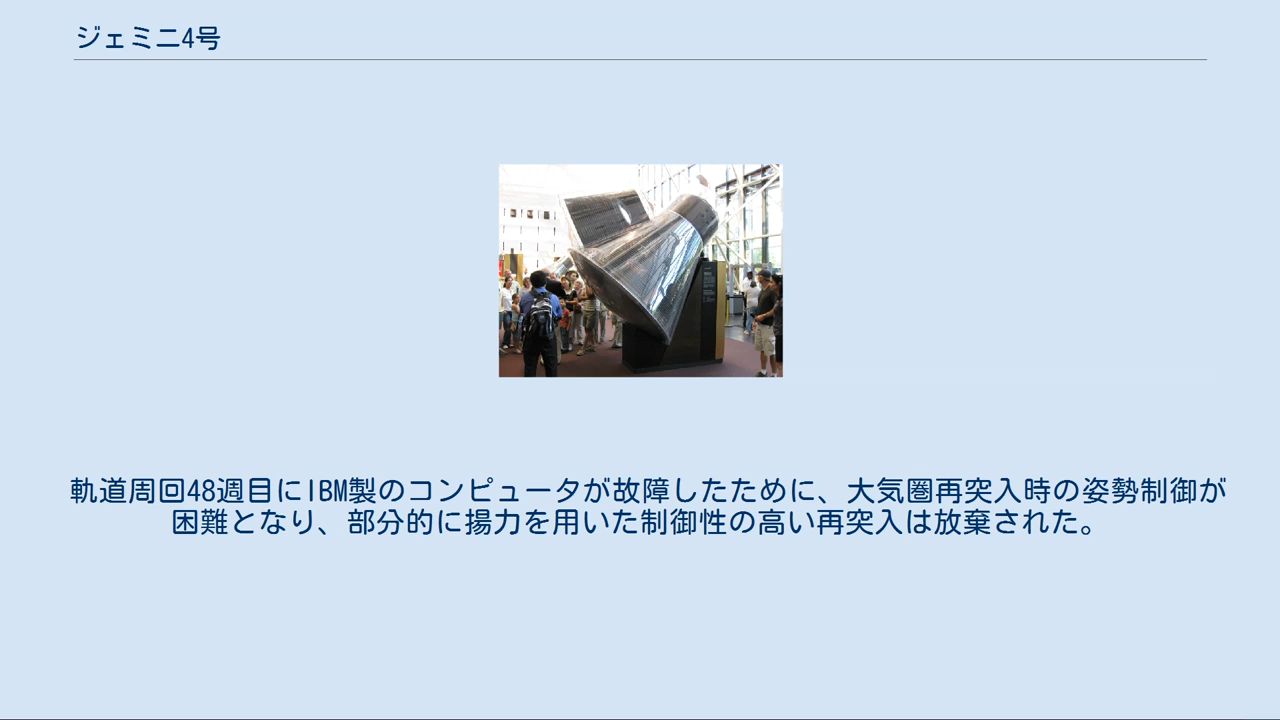 ジェミニ4号
軌道周回48週目にIBM製のコンピュータが故障したために、大気圏再突入時の姿勢制御が
困難となり、部分的に揚力を用いた制御性の高い再突入は放棄された。